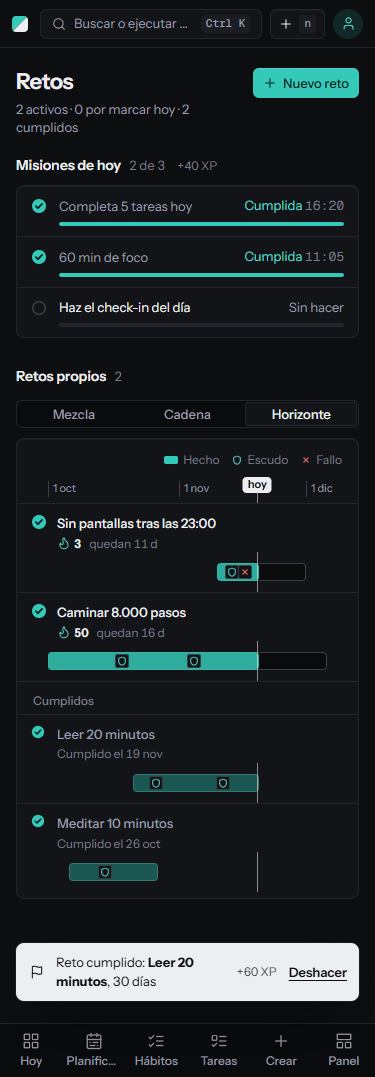 Buscar o ejecutar ... Ctrl K
n
Retos
Nuevo reto
2 activos · 0 por marcar hoy · 2
cumplidos
Misiones de hoy 2 de 3 +40 XP
Completa 5 tareas hoy Cumplida 16:20
60 min de foco Cumplida 11:05
Haz el check-in del día Sin hacer
Retos propios 2
Mezcla Cadena Horizonte
Hecho Escudo Fallo
1 oct 1 nov hoy 1 dic
Sin pantallas tras las 23:00
3 quedan 11 d
Caminar 8.000 pasos
50 quedan 16 d
Cumplidos
Leer 20 minutos
Cumplido el 19 nov
Meditar 10 minutos
Cumplido el 26 oct
Reto cumplido: Leer 20
minutos, 30 días
+60 XP Deshacer
Hoy Planific... Hábitos Tareas Crear Panel